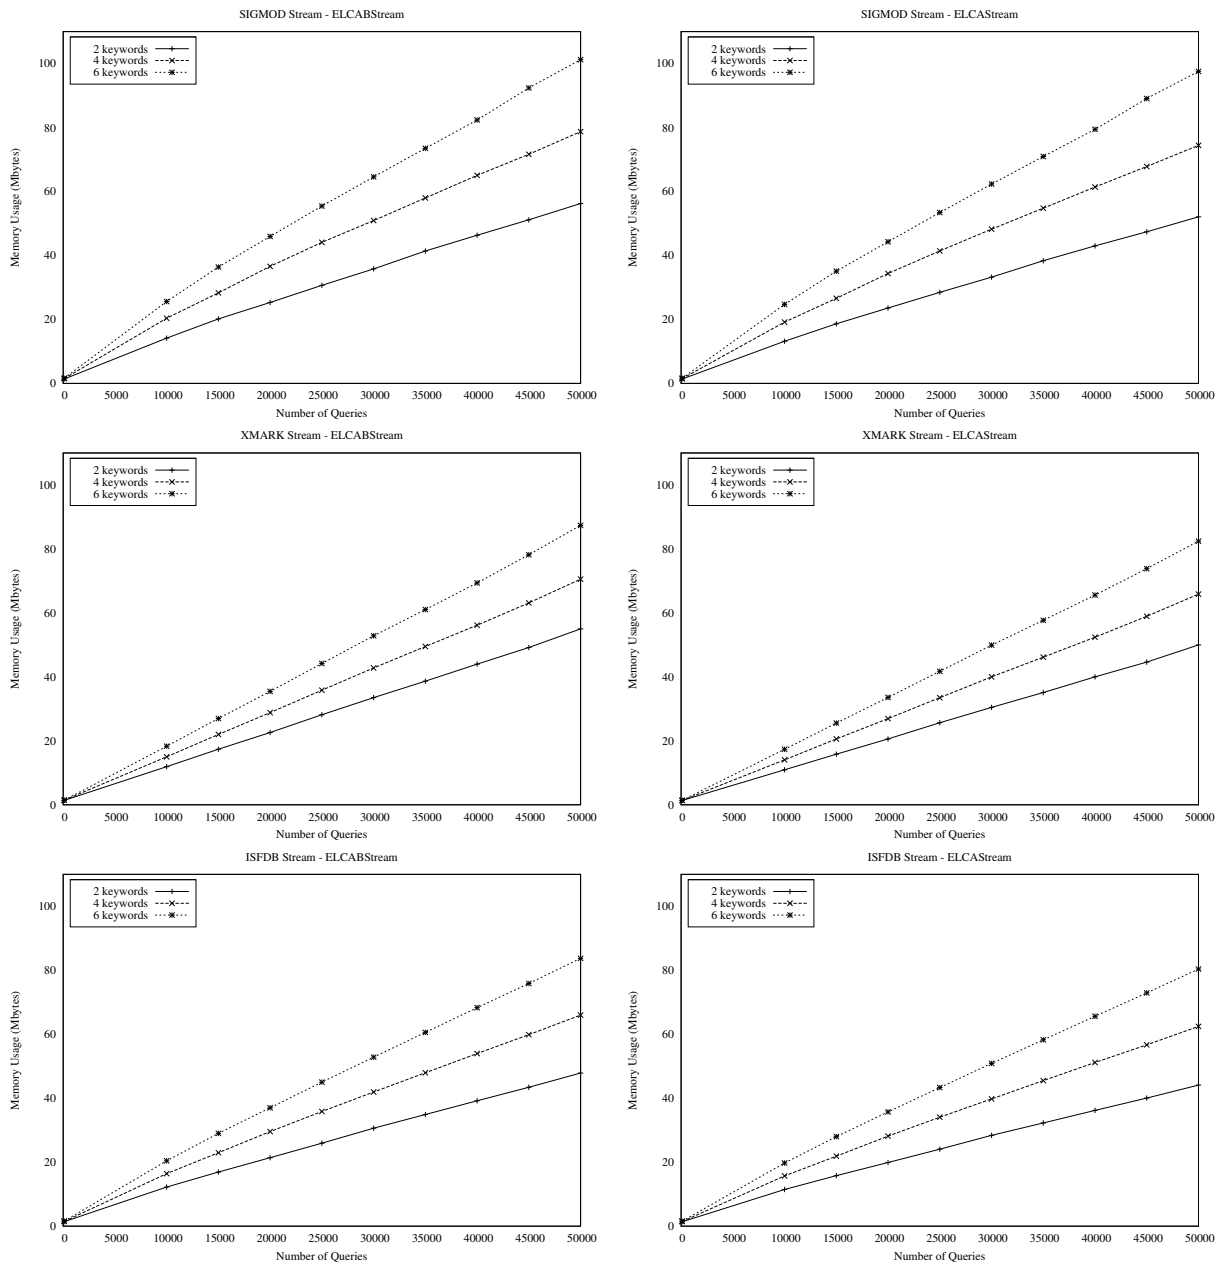 SIGMOD Stream - ELCABStream
2 keywords
4 keywords
6 keywords
Memory Usage (Mbytes)
100
80
60
40
20
0
0 5000 10000 15000 20000 25000 30000 35000 40000 45000 50000
Number of Queries
SIGMOD Stream - ELCAStream
2 keywords
4 keywords
6 keywords
Memory Usage (Mbytes)
100
80
60
40
20
0
0 5000 10000 15000 20000 25000 30000 35000 40000 45000 50000
Number of Queries
XMARK Stream - ELCABStream
2 keywords
4 keywords
6 keywords
Memory Usage (Mbytes)
100
80
60
40
20
0
0 5000 10000 15000 20000 25000 30000 35000 40000 45000 50000
Number of Queries
XMARK Stream - ELCAStream
2 keywords
4 keywords
6 keywords
Memory Usage (Mbytes)
100
80
60
40
20
0
0 5000 10000 15000 20000 25000 30000 35000 40000 45000 50000
Number of Queries
ISFDB Stream - ELCABStream
2 keywords
4 keywords
6 keywords
Memory Usage (Mbytes)
100
80
60
40
20
0
0 5000 10000 15000 20000 25000 30000 35000 40000 45000 50000
Number of Queries
ISFDB Stream - ELCAStream
2 keywords
4 keywords
6 keywords
Memory Usage (Mbytes)
100
80
60
40
20
0
0 5000 10000 15000 20000 25000 30000 35000 40000 45000 50000
Number of Queries